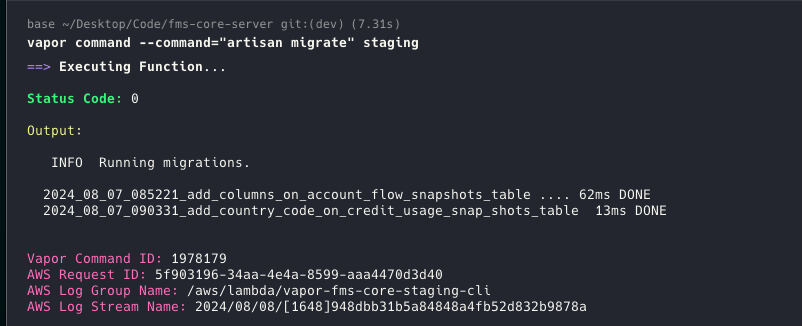 base ~/Desktop/Code/fms-core-server git:(dev) (7.31s)
vapor command --command="artisan migrate" staging
==> Executing Function...
Status Code: 0
Output:
INFO  Running migrations.
2024_08_07_085221_add_columns_on_account_flow_snapshots_table .... 62ms DONE
2024_08_07_090331_add_country_code_on_credit_usage_snap_shots_table  13ms DONE
Vapor Command ID: 1978179
AWS Request ID: 5f903196-34aa-4e4a-8599-aaa4470d3d40
AWS Log Group Name: /aws/lambda/vapor-fms-core-staging-cli
AWS Log Stream Name: 2024/08/08/[1648]948dbb31b5a84848a4fb52d832b9878a